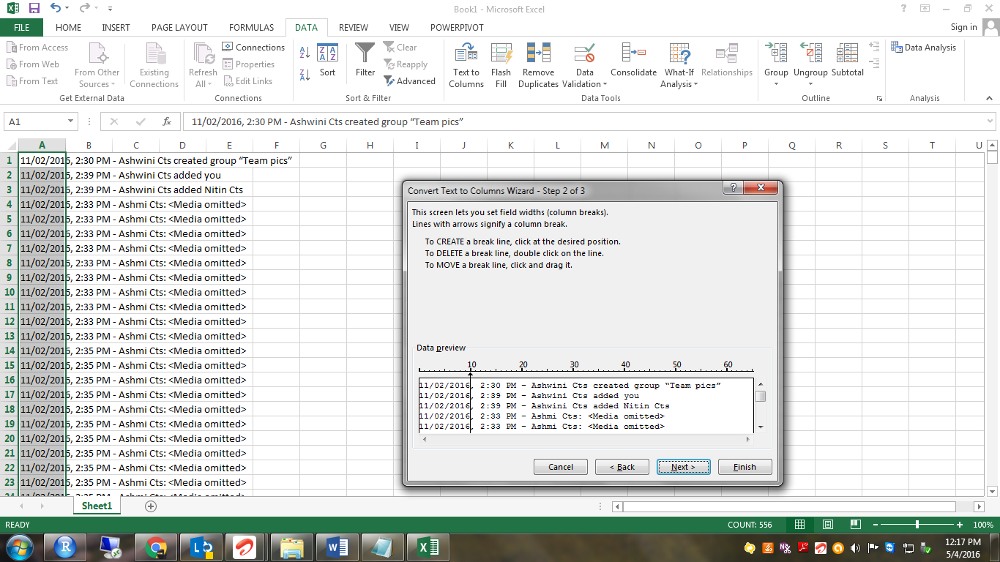 Book1 - Microsoft Excel
FILE HOME INSERT PAGE LAYOUT FORMULAS DATA REVIEW VIEW POWERPIVOT Sign in
From Access
From Web
From Text
From Other
Sources
Existing
Connections
Get External Data
Refresh
All
Connections
Properties
Edit Links
Connections
Sort
Filter
Clear
Reapply
Advanced
Sort & Filter
Text to
Columns
Flash
Fill
Remove
Duplicates
Data
Validation
Consolidate
What-If
Analysis
Relationships
Data Tools
Group
Ungroup
Subtotal
Outline
Data Analysis
Analysis
A1 fx 11/02/2016, 2:30 PM - Ashwini Cts created group “Team pics”
A B C D E F G H I J K L M N O P Q R S T U
1 11/02/2016, 2:30 PM - Ashwini Cts created group “Team pics”
2 11/02/2016, 2:39 PM - Ashwini Cts added you
3 11/02/2016, 2:39 PM - Ashwini Cts added Nitin Cts
4 11/02/2016, 2:33 PM - Ashmi Cts: <Media omitted>
5 11/02/2016, 2:33 PM - Ashmi Cts: <Media omitted>
6 11/02/2016, 2:33 PM - Ashmi Cts: <Media omitted>
7 11/02/2016, 2:33 PM - Ashmi Cts: <Media omitted>
8 11/02/2016, 2:33 PM - Ashmi Cts: <Media omitted>
9 11/02/2016, 2:33 PM - Ashmi Cts: <Media omitted>
10 11/02/2016, 2:33 PM - Ashmi Cts: <Media omitted>
11 11/02/2016, 2:33 PM - Ashmi Cts: <Media omitted>
12 11/02/2016, 2:33 PM - Ashmi Cts: <Media omitted>
13 11/02/2016, 2:33 PM - Ashmi Cts: <Media omitted>
14 11/02/2016, 2:35 PM - Ashmi Cts: <Media omitted>
15 11/02/2016, 2:35 PM - Ashmi Cts: <Media omitted>
16 11/02/2016, 2:35 PM - Ashmi Cts: <Media omitted>
17 11/02/2016, 2:35 PM - Ashmi Cts: <Media omitted>
18 11/02/2016, 2:35 PM - Ashmi Cts: <Media omitted>
19 11/02/2016, 2:35 PM - Ashmi Cts: <Media omitted>
20 11/02/2016, 2:35 PM - Ashmi Cts: <Media omitted>
21 11/02/2016, 2:35 PM - Ashmi Cts: <Media omitted>
22 11/02/2016, 2:35 PM - Ashmi Cts: <Media omitted>
23 11/02/2016, 2:35 PM - Ashmi Cts: <Media omitted>
Convert Text to Columns Wizard - Step 2 of 3
This screen lets you set field widths (column breaks).
Lines with arrows signify a column break.
To CREATE a break line, click at the desired position.
To DELETE a break line, double click on the line.
To MOVE a break line, click and drag it.
Data preview
10 20 30 40 50 60
11/02/2016, 2:30 PM - Ashwini Cts created group “Team pics”
11/02/2016, 2:39 PM - Ashwini Cts added you
11/02/2016, 2:39 PM - Ashwini Cts added Nitin Cts
11/02/2016, 2:33 PM - Ashmi Cts: <Media omitted>
11/02/2016, 2:33 PM - Ashmi Cts: <Media omitted>
Cancel < Back Next > Finish
Sheet1
READY COUNT: 556 100%
12:17 PM
5/4/2016